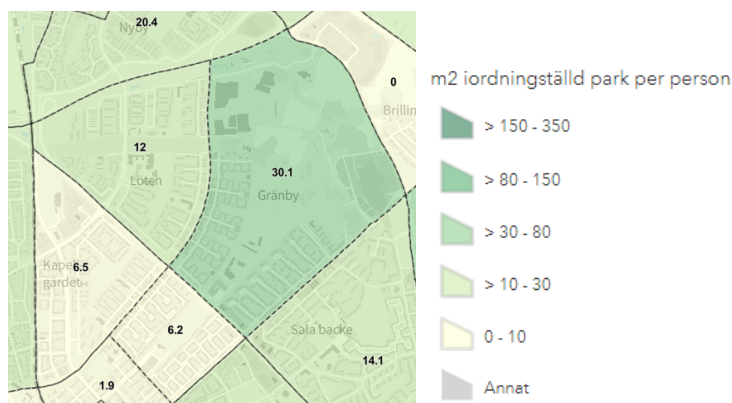 Nyby
20.4
0
Brillin
12
Löten
30.1
Gränby
6.5
Kapell
gardet
6.2
Sala backe
14.1
1.9
m2 iordningställd park per person
> 150 - 350
> 80 - 150
> 30 - 80
> 10 - 30
0 - 10
Annat